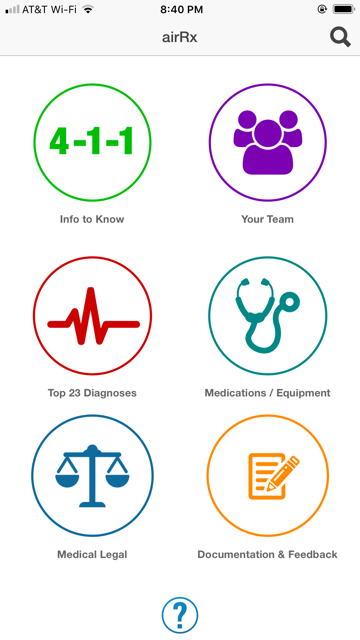 AT&T Wi-Fi 8:40 PM
airRx
4-1-1
Info to Know Your Team
Top 23 Diagnoses Medications / Equipment
Medical Legal Documentation & Feedback
?